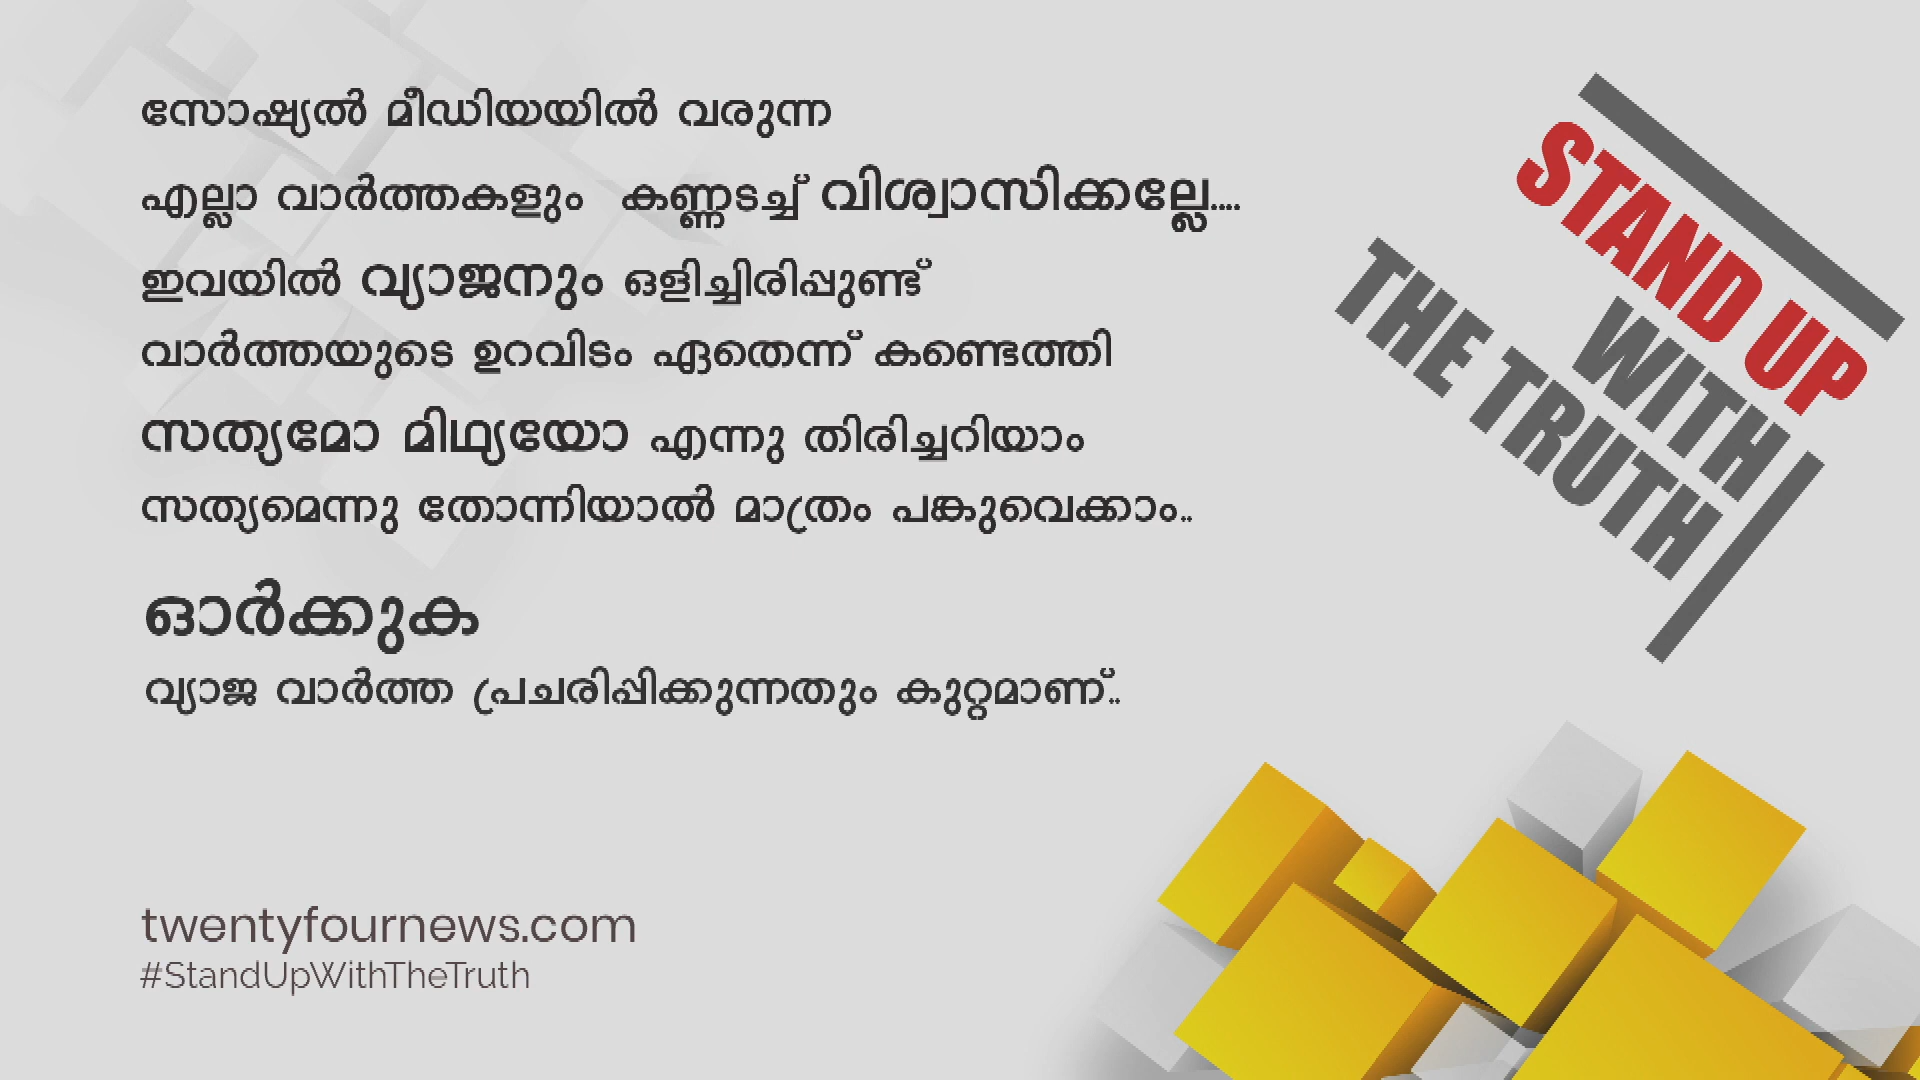 സോഷ്യൽ മീഡിയയിൽ വരുന്ന
എല്ലാ വാർത്തകളും കണ്ണടച്ച് വിശ്വാസിക്കല്ലേ....
ഇവയിൽ വ്യാജനും ഒളിച്ചിരിപ്പുണ്ട്
വാർത്തയുടെ ഉറവിടം ഏതെന്ന് കണ്ടെത്തി
സത്യമോ മിഥ്യയോ എന്നു തിരിച്ചറിയാം
സത്യമെന്നു തോന്നിയാൽ മാത്രം പങ്കുവെക്കാം..
ഓർക്കുക
വ്യാജ വാർത്ത പ്രചരിപ്പിക്കുന്നതും കുറ്റമാണ്..
STAND UP
WITH
THE TRUTH
twentyfournews.com
#StandUpWithTheTruth